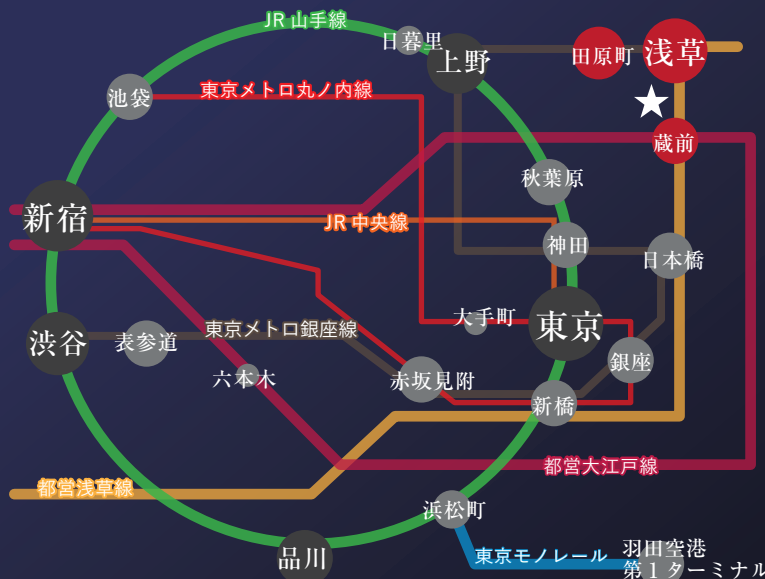 JR 山手線
日暮里
上野
田原町
浅草
池袋
東京メトロ丸ノ内線
蔵前
秋葉原
新宿
JR 中央線
神田
日本橋
大手町
東京
渋谷
表参道
東京メトロ銀座線
銀座
六本木
赤坂見附
新橋
都営大江戸線
都営浅草線
浜松町
品川
東京モノレール
羽田空港
第1ターミナル